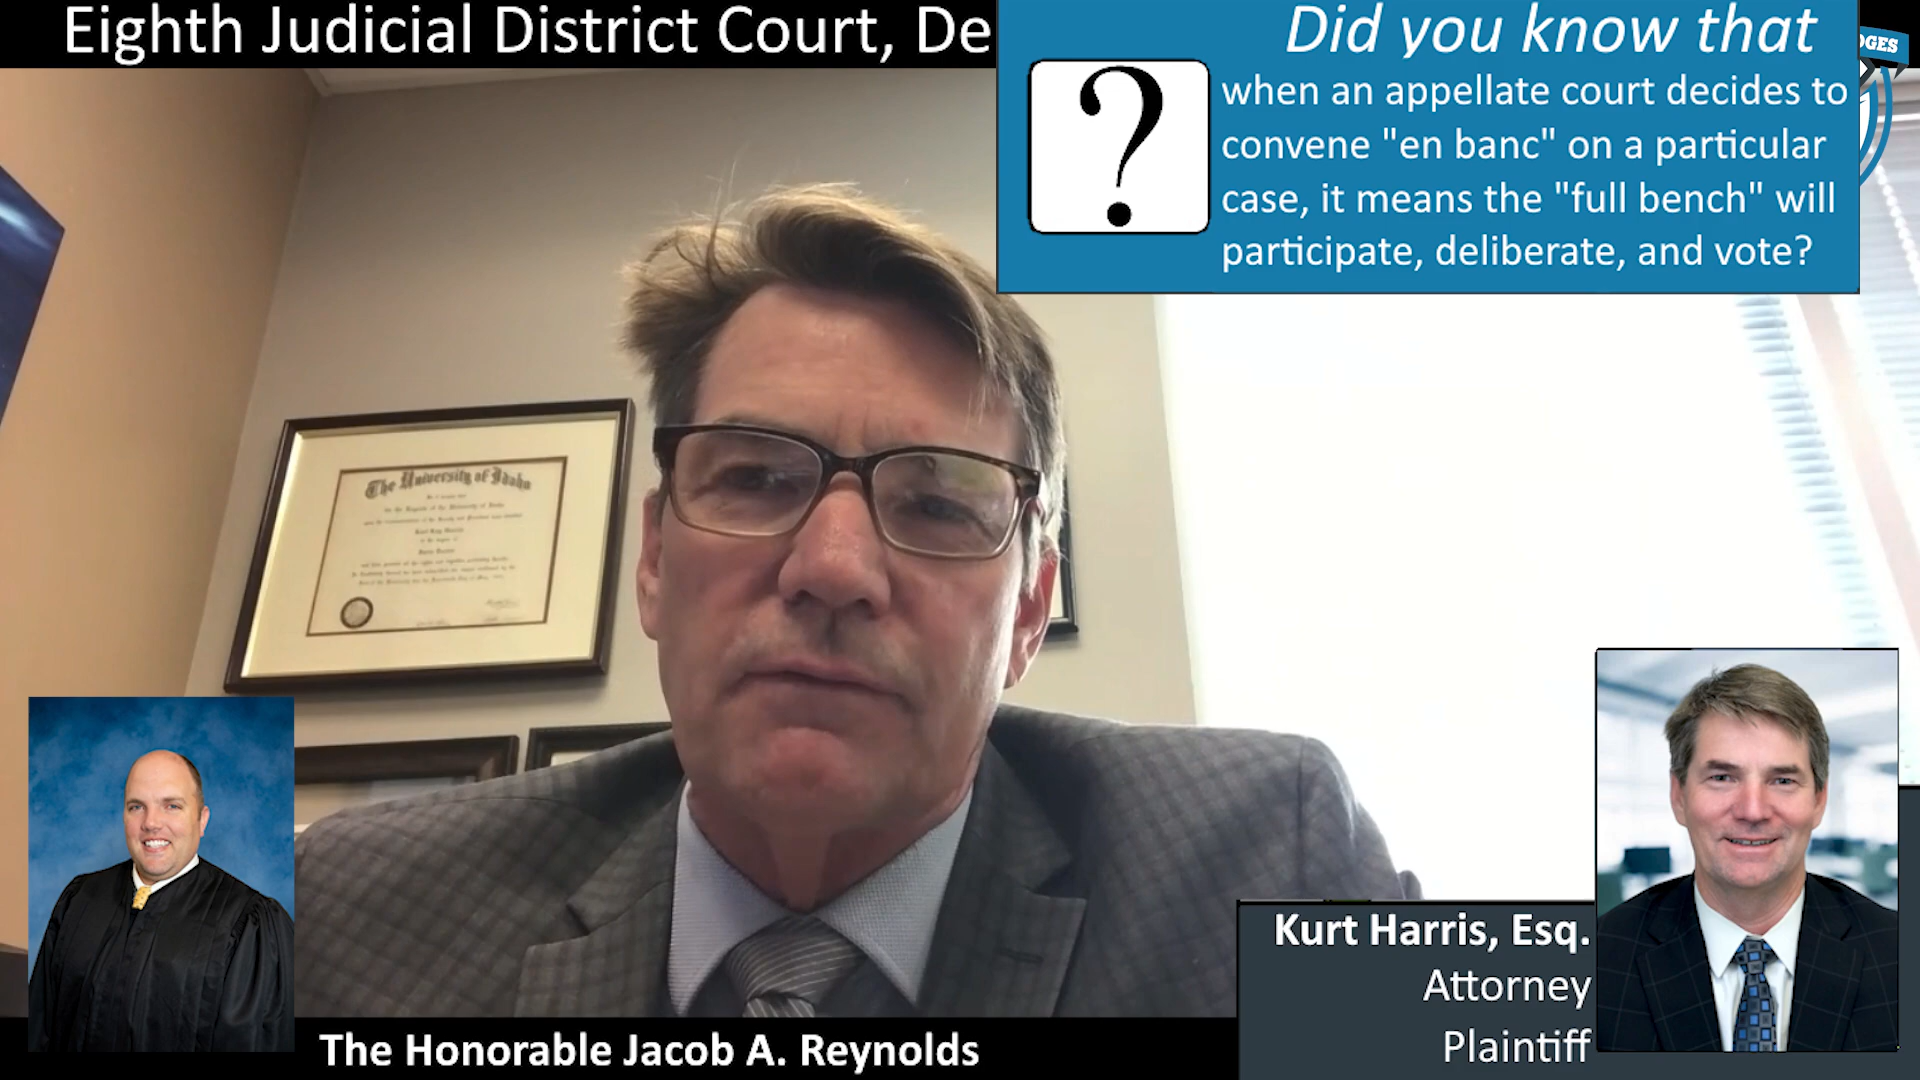 Eighth Judicial District Court, De
Did you know that
when an appellate court decides to
convene "en banc" on a particular
case, it means the "full bench" will
participate, deliberate, and vote?
?
The University of Idaho
Kurt Harris, Esq.
Attorney
Plaintiff
The Honorable Jacob A. Reynolds